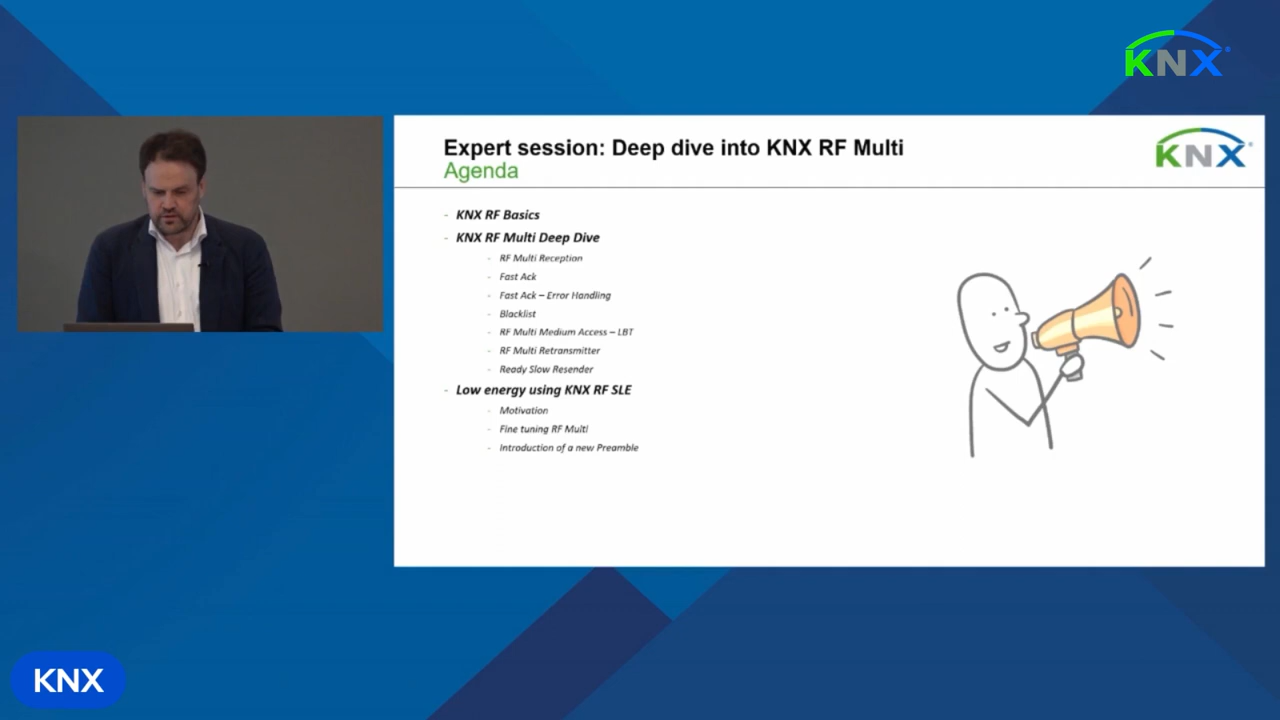 KNX
Expert session: Deep dive into KNX RF Multi
Agenda
KNX
- KNX RF Basics
- KNX RF Multi Deep Dive
- RF Multi Reception
- Fast Ack
- Fast Ack – Error Handling
- Blacklist
- RF Multi Medium Access – LBT
- RF Multi Retransmitter
- Ready Slow Resender
- Low energy using KNX RF SLE
- Motivation
- Fine tuning RF Multi
- Introduction of a new Preamble
KNX